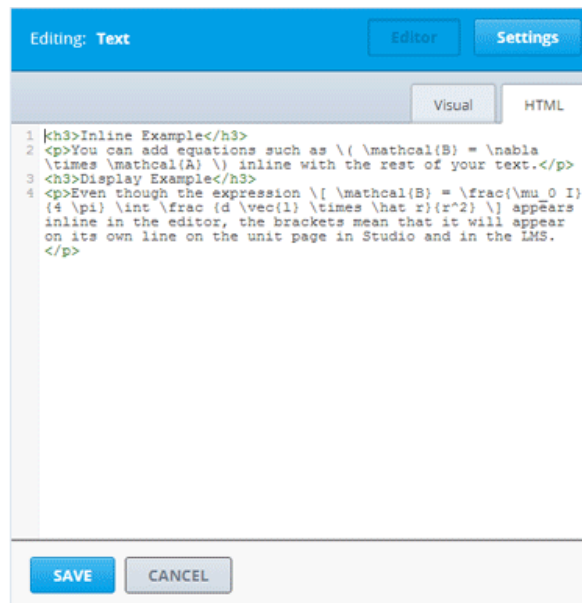 Editing: Text
Editor
Settings
Visual
HTML
1 <h3>Inline Example</h3>
2 <p>You can add equations such as \( \mathcal{B} = \nabla
\times \mathcal{A} \) inline with the rest of your text.</p>
3 <h3>Display Example</h3>
4 <p>Even though the expression \[ \mathcal{B} = \frac{\mu_0 I}
{4 \pi} \int \frac {d \vec{l} \times \hat r}{r^2} \] appears
inline in the editor, the brackets mean that it will appear
on its own line on the unit page in Studio and in the LMS.
</p>
SAVE
CANCEL